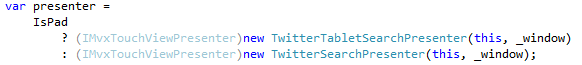 var presenter =
IsPad
? (IMvxTouchViewPresenter)new TwitterTabletSearchPresenter(this, _window)
: (IMvxTouchViewPresenter)new TwitterSearchPresenter(this, _window);